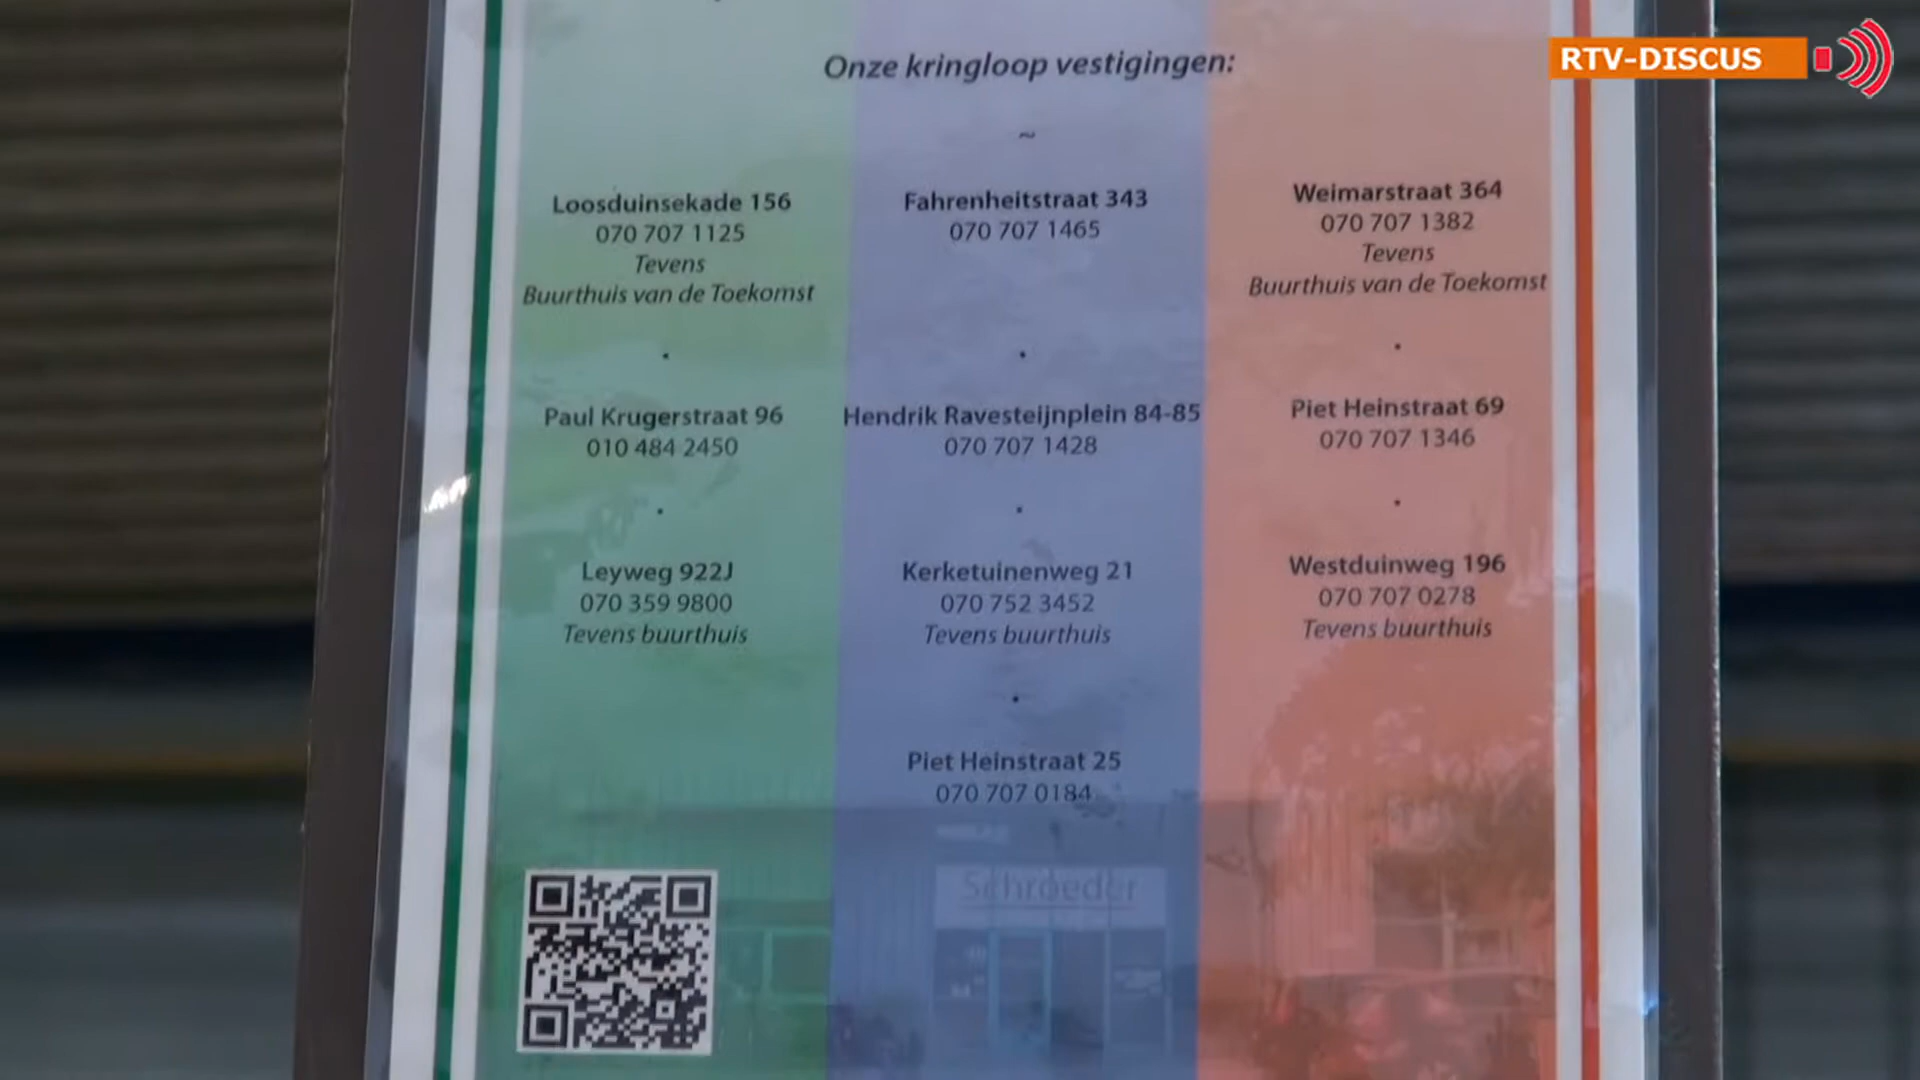 RTV-DISCUS
Onze kringloop vestigingen:
~
Loosduinsekade 156
070 707 1125
Tevens
Buurthuis van de Toekomst
Paul Krugerstraat 96
010 484 2450
Leyweg 922J
070 359 9800
Tevens buurthuis
Fahrenheitstraat 343
070 707 1465
Hendrik Ravesteijnplein 84-85
070 707 1428
Kerketuinenweg 21
070 752 3452
Tevens buurthuis
Piet Heinstraat 25
070 707 0184
Weimarstraat 364
070 707 1382
Tevens
Buurthuis van de Toekomst
Piet Heinstraat 69
070 707 1346
Westduinweg 196
070 707 0278
Tevens buurthuis
Schroeder